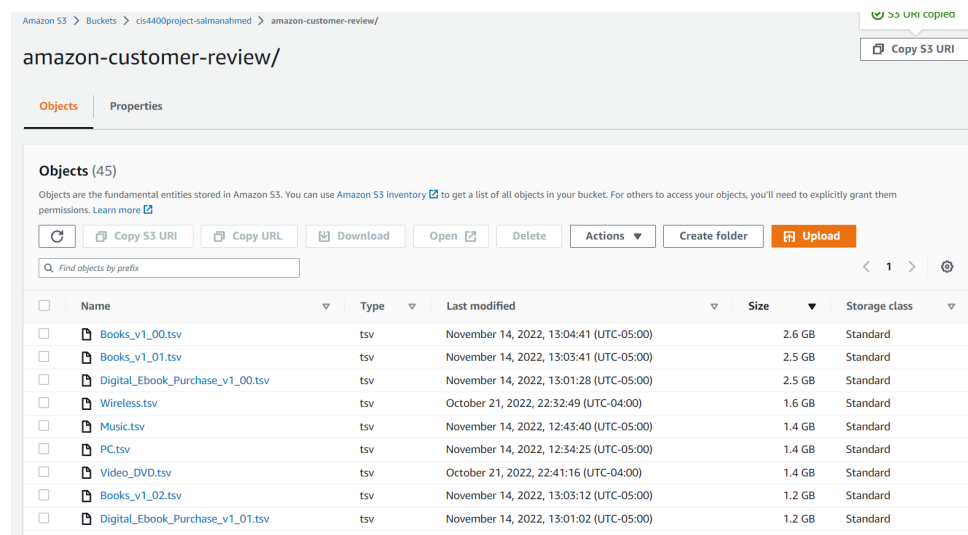 Amazon S3 > Buckets > cis4400project-salmanahmed > amazon-customer-review/
S3 URI copied
amazon-customer-review/
Copy S3 URI
Objects Properties
Objects (45)
Objects are the fundamental entities stored in Amazon S3. You can use Amazon S3 inventory to get a list of all objects in your bucket. For others to access your objects, you'll need to explicitly grant them
permissions. Learn more
Copy S3 URI Copy URL Download Open Delete Actions Create folder Upload
Find objects by prefix
< 1 >
Name Type Last modified Size Storage class
Books_v1_00.tsv tsv November 14, 2022, 13:04:41 (UTC-05:00) 2.6 GB Standard
Books_v1_01.tsv tsv November 14, 2022, 13:03:41 (UTC-05:00) 2.5 GB Standard
Digital_Ebook_Purchase_v1_00.tsv tsv November 14, 2022, 13:01:28 (UTC-05:00) 2.5 GB Standard
Wireless.tsv tsv October 21, 2022, 22:32:49 (UTC-04:00) 1.6 GB Standard
Music.tsv tsv November 14, 2022, 12:43:40 (UTC-05:00) 1.4 GB Standard
PC.tsv tsv November 14, 2022, 12:34:25 (UTC-05:00) 1.4 GB Standard
Video_DVD.tsv tsv October 21, 2022, 22:41:16 (UTC-04:00) 1.4 GB Standard
Books_v1_02.tsv tsv November 14, 2022, 13:03:12 (UTC-05:00) 1.2 GB Standard
Digital_Ebook_Purchase_v1_01.tsv tsv November 14, 2022, 13:01:02 (UTC-05:00) 1.2 GB Standard